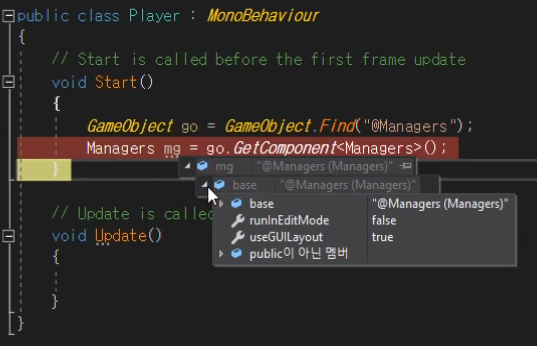 public class Player : MonoBehaviour
{
// Start is called before the first frame update
void Start()
{
GameObject go = GameObject.Find("@Managers");
Managers mg = go.GetComponent<Managers>();
}
mg "@Managers (Managers)"
base "@Managers (Managers)"
base "@Managers (Managers)"
// Update is calle
runInEditMode false
void Update()
useGUILayout true
{
public이 아닌 멤버
}
}